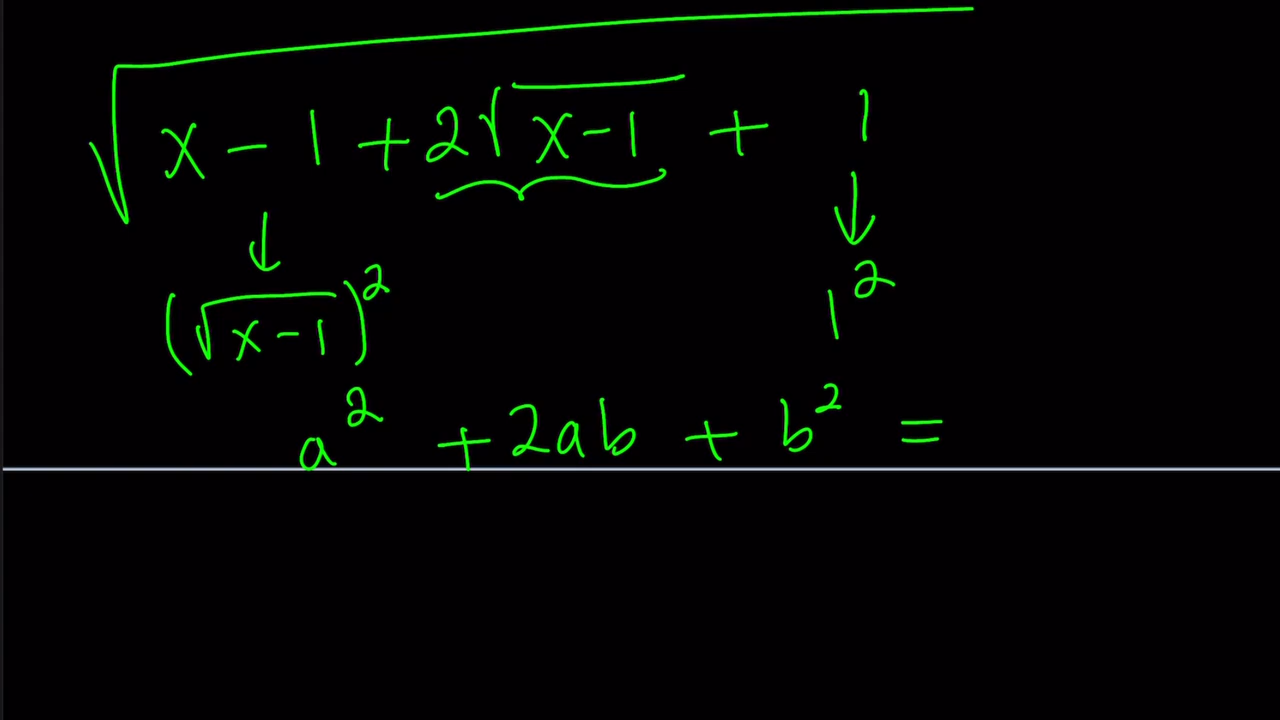 √(x - 1 + 2√(x-1) + 1)
(√(x-1))² 1²
a² + 2ab + b² =